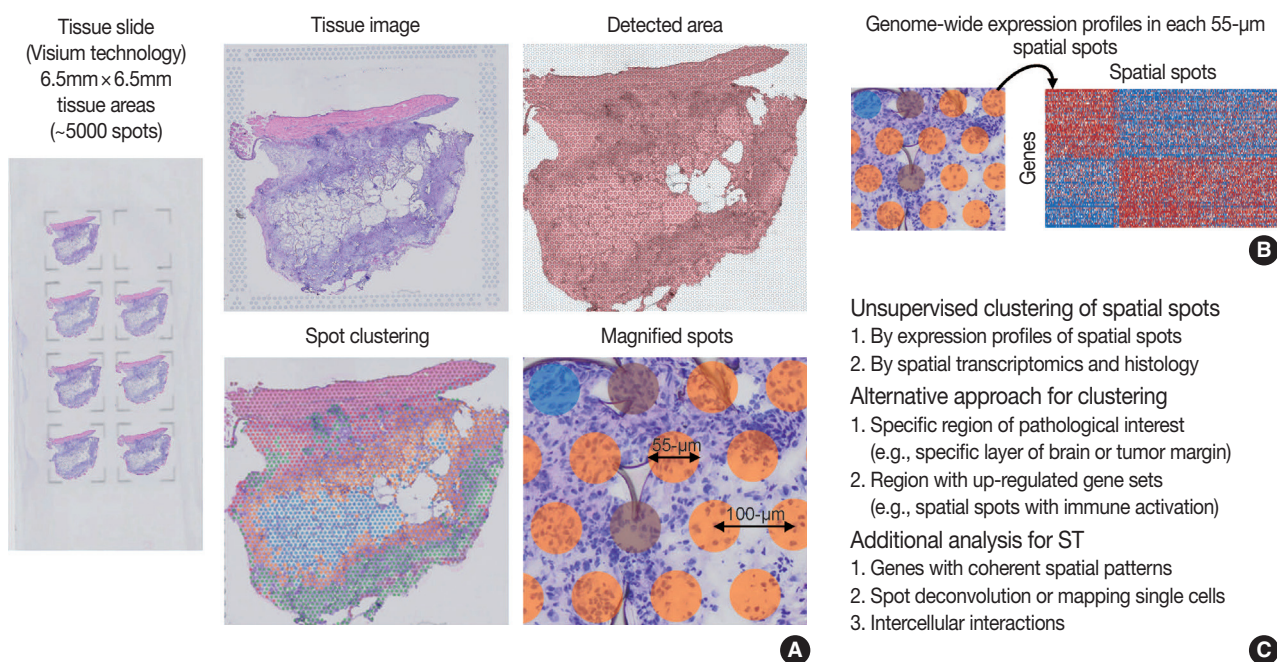 Tissue slide
(Visium technology)
6.5mm×6.5mm
tissue areas
(~5000 spots)
Tissue image
Detected area
Spot clustering
Magnified spots
55-μm
100-μm
A
Genome-wide expression profiles in each 55-μm
spatial spots
Spatial spots
Genes
B
Unsupervised clustering of spatial spots
1. By expression profiles of spatial spots
2. By spatial transcriptomics and histology
Alternative approach for clustering
1. Specific region of pathological interest
(e.g., specific layer of brain or tumor margin)
2. Region with up-regulated gene sets
(e.g., spatial spots with immune activation)
Additional analysis for ST
1. Genes with coherent spatial patterns
2. Spot deconvolution or mapping single cells
3. Intercellular interactions
C